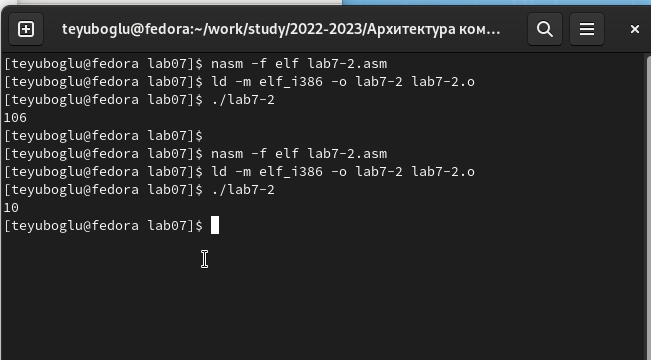 teyuboglu@fedora:~/work/study/2022-2023/Архитектура ком…
[teyuboglu@fedora lab07]$ nasm -f elf lab7-2.asm
[teyuboglu@fedora lab07]$ ld -m elf_i386 -o lab7-2 lab7-2.o
[teyuboglu@fedora lab07]$ ./lab7-2
106
[teyuboglu@fedora lab07]$
[teyuboglu@fedora lab07]$ nasm -f elf lab7-2.asm
[teyuboglu@fedora lab07]$ ld -m elf_i386 -o lab7-2 lab7-2.o
[teyuboglu@fedora lab07]$ ./lab7-2
10
[teyuboglu@fedora lab07]$